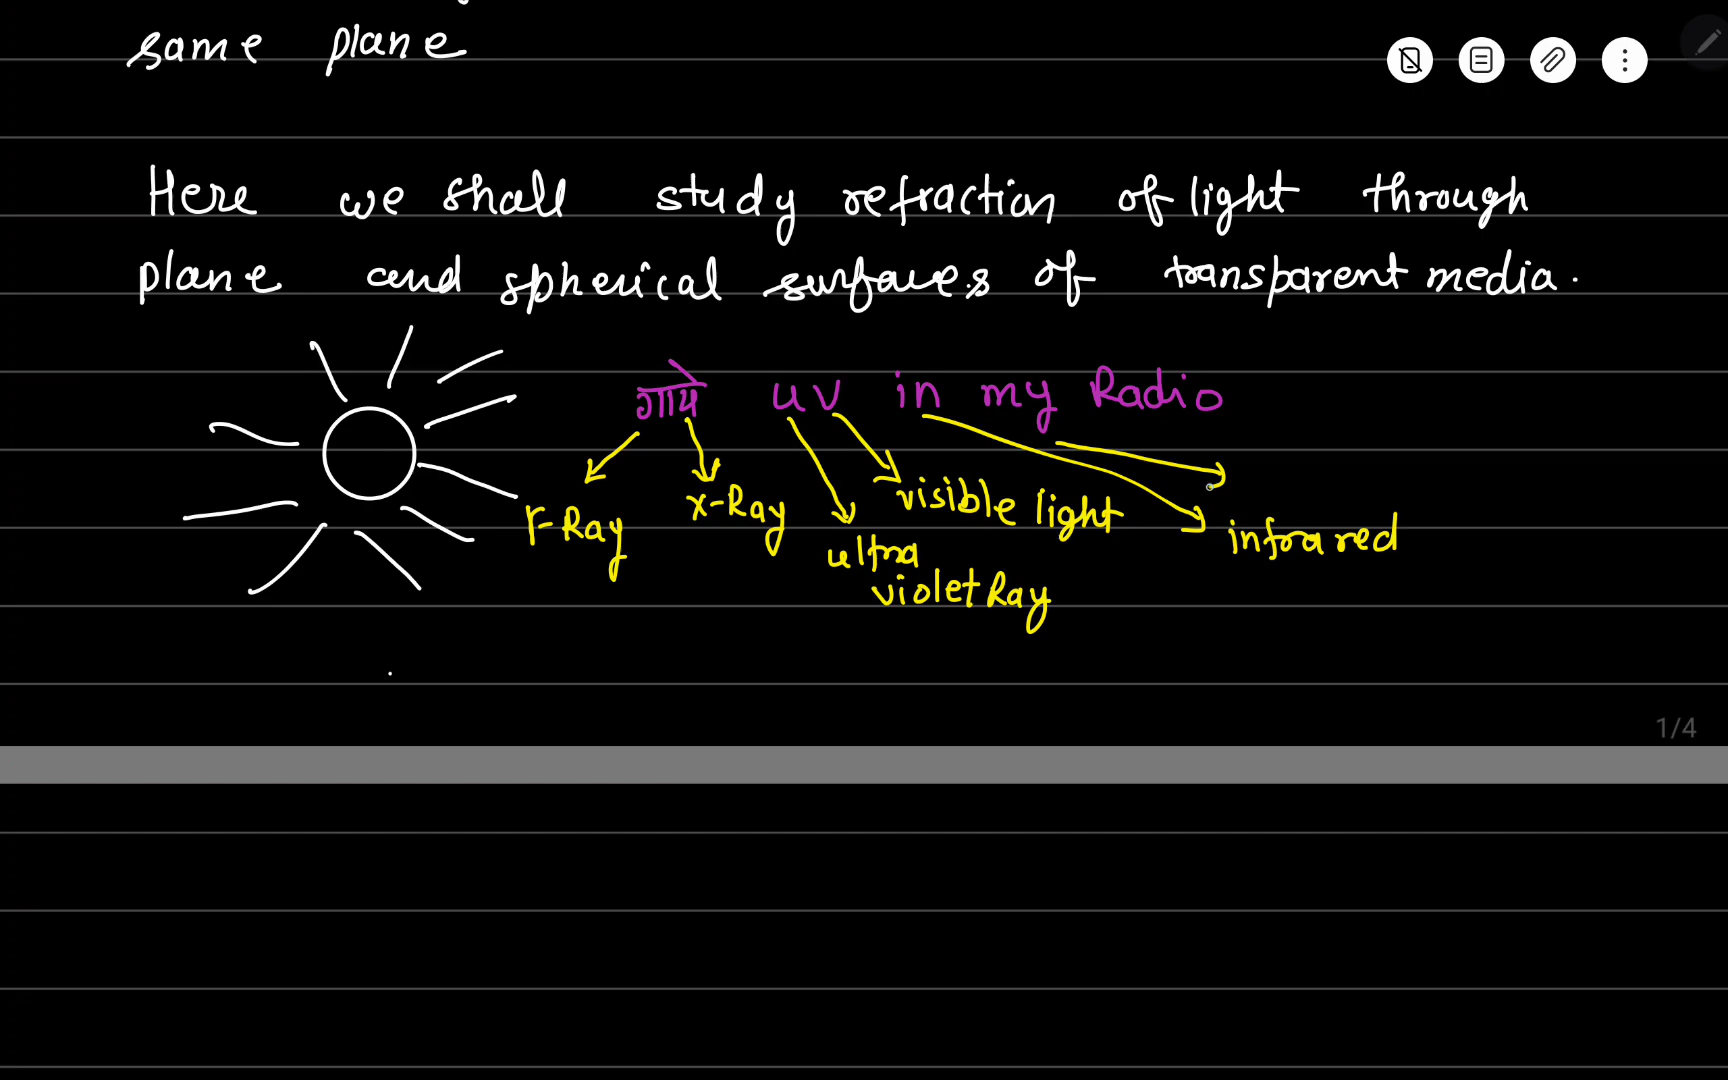 same plane
Here we shall study refraction of light through
plane and spherical surfaces of transparent media.
गाये UV in my Radio
γ-Ray x-Ray visible light
ultra infrared
violet Ray
1/4